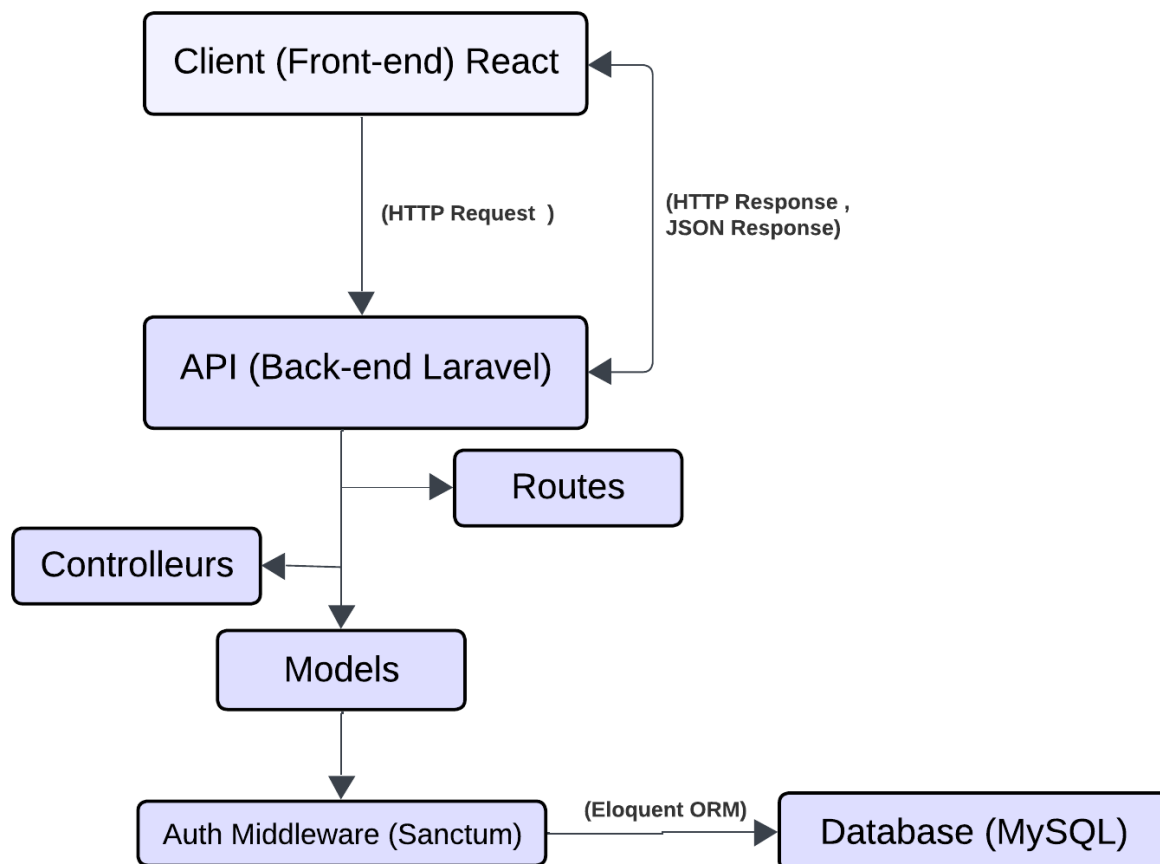 Client (Front-end) React
(HTTP Request  )
(HTTP Response ,
JSON Response)
API (Back-end Laravel)
Routes
Controlleurs
Models
Auth Middleware (Sanctum)
(Eloquent ORM)
Database (MySQL)